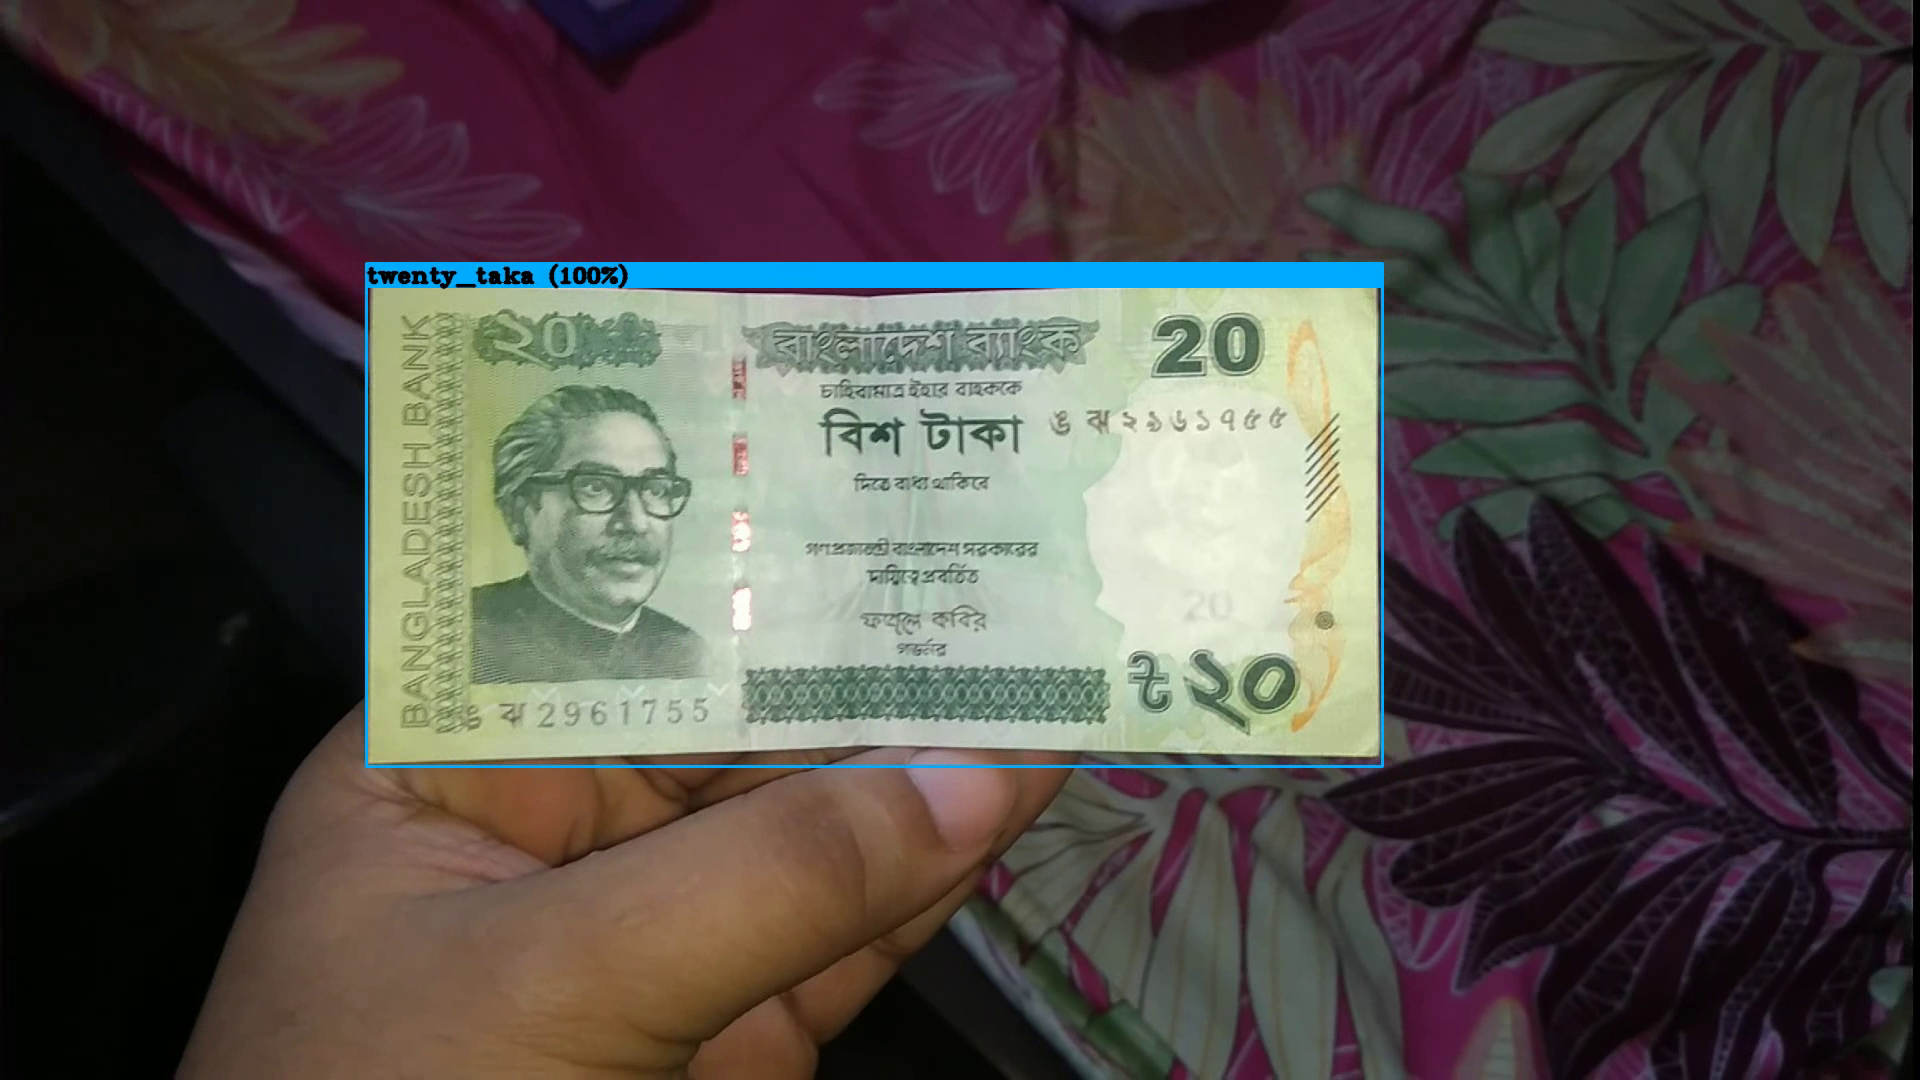 twenty_taka (100%)
BANGLADESH BANK
২০
বাংলাদেশ ব্যাংক
20
চাহিবামাত্র ইহার বাহককে
বিশ টাকা
ঙ ঝ ২৯৬১৭৫৫
দিতে বাধ্য থাকিবে
গণপ্রজাতন্ত্রী বাংলাদেশ সরকারের
দায়িত্বে প্রবর্তিত
ফজলে কবির
গভর্নর
20
ঙ ঝ 2961755
৳ ২০